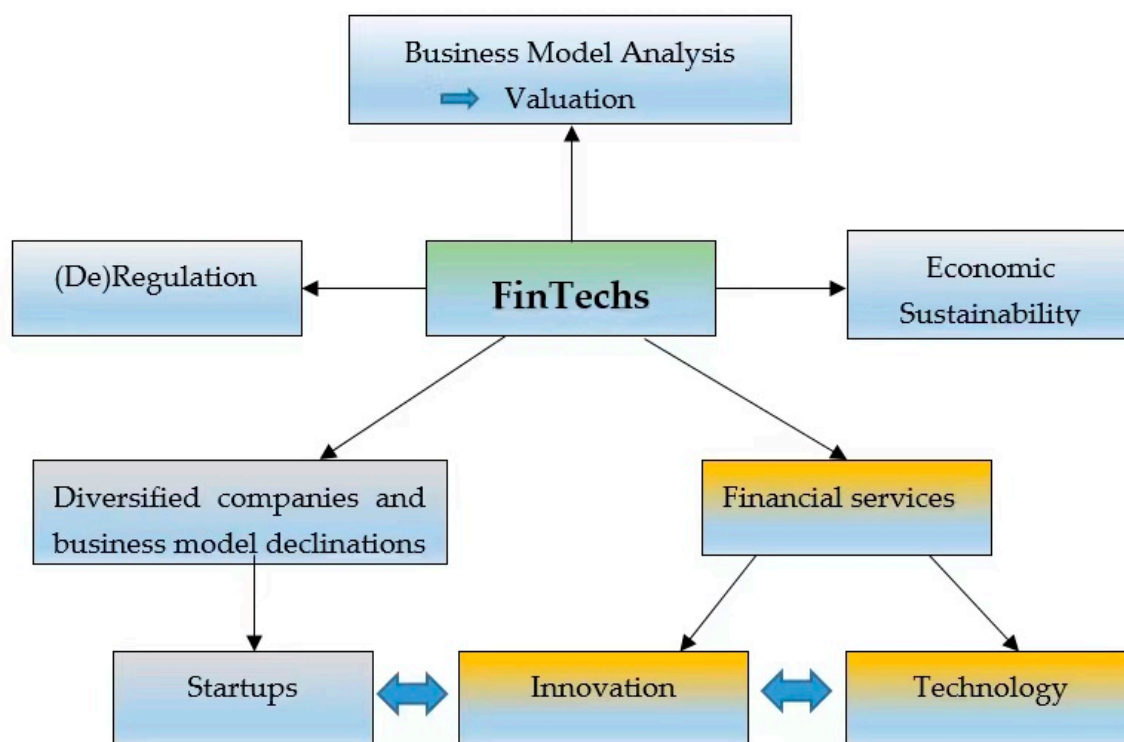 Business Model Analysis
Valuation
(De)Regulation
FinTechs
Economic
Sustainability
Diversified companies and
business model declinations
Financial services
Startups
Innovation
Technology